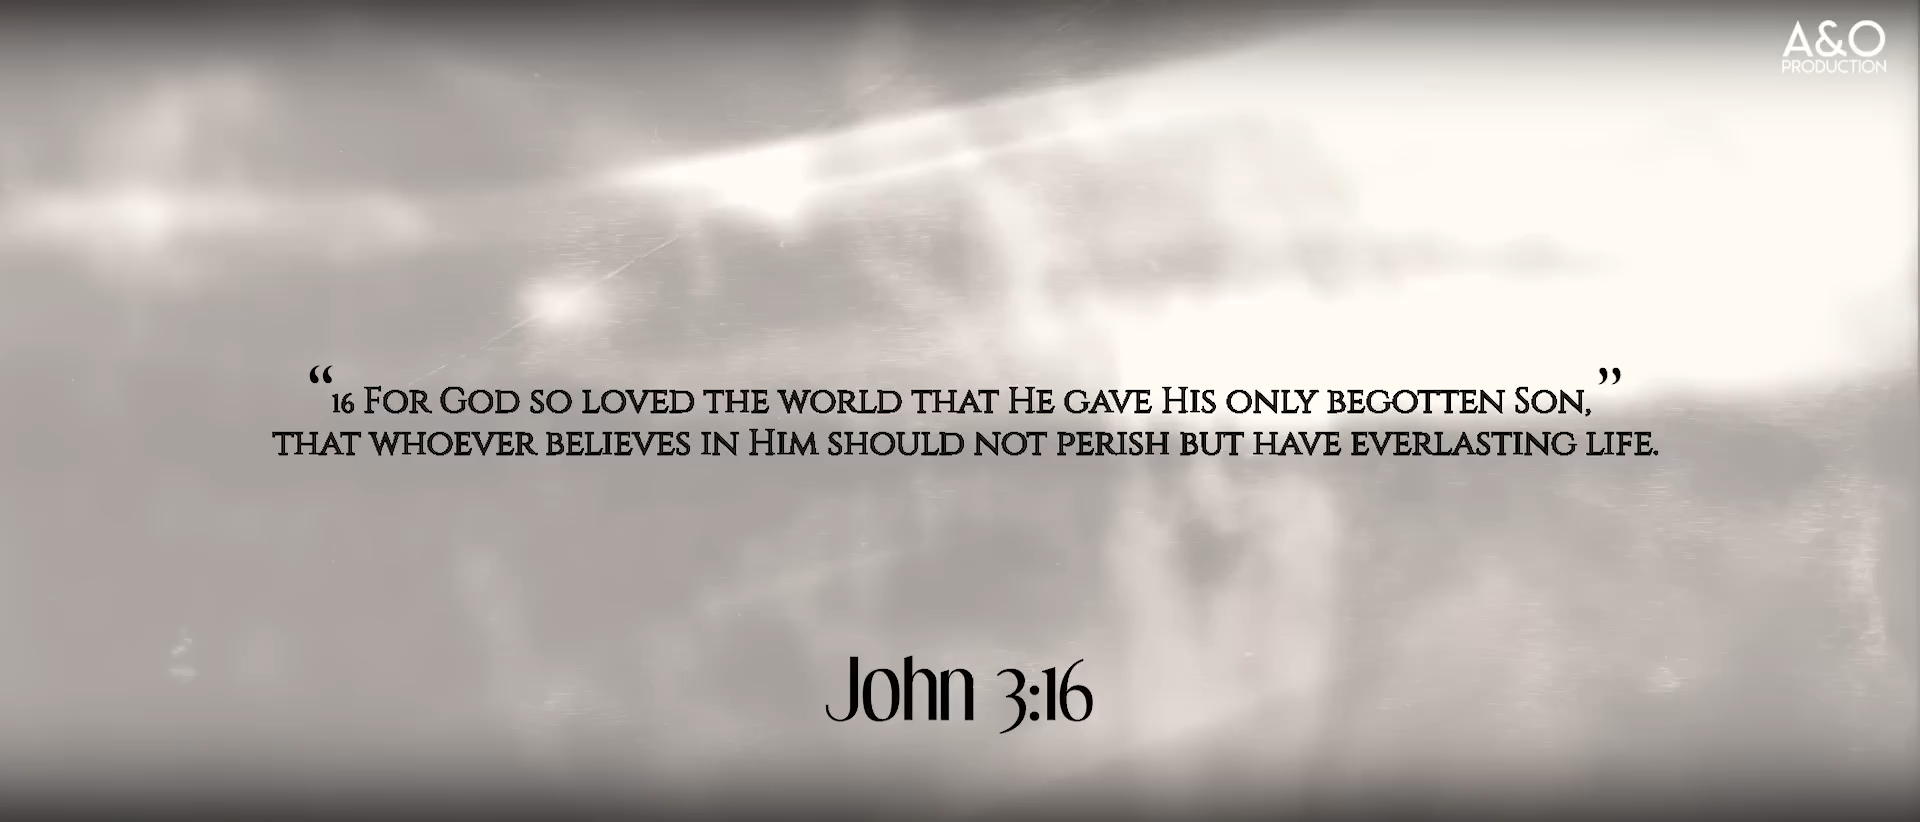 A&O
PRODUCTION
“16 For God so loved the world that He gave His only begotten Son,”
that whoever believes in Him should not perish but have everlasting life.
John 3:16